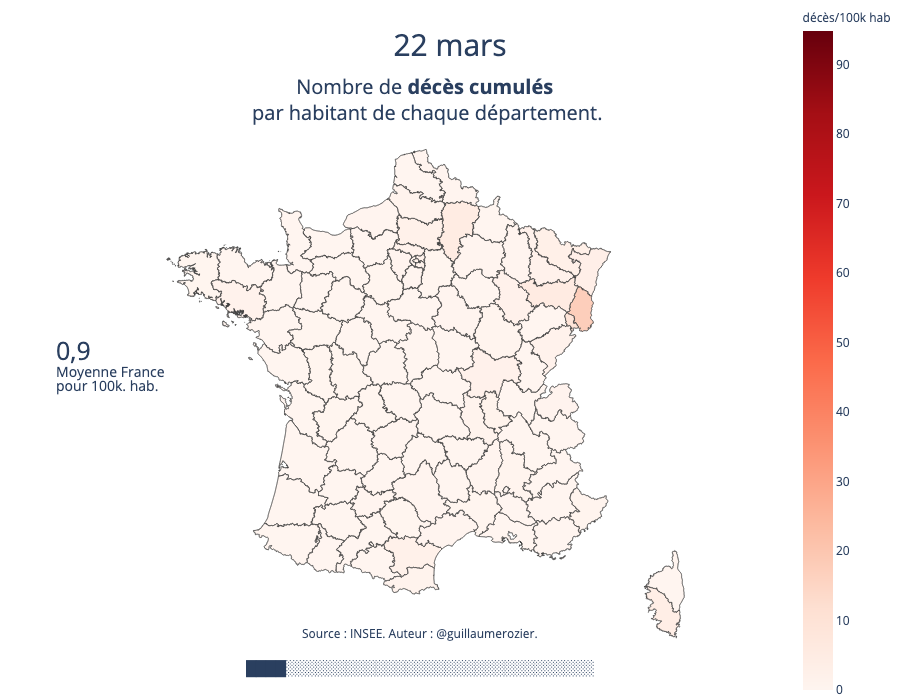 décès/100k hab
22 mars
Nombre de décès cumulés
par habitant de chaque département.
90
80
70
60
50
40
30
20
10
0
0,9
Moyenne France
pour 100k. hab.
Source : INSEE. Auteur : @guillaumerozier.